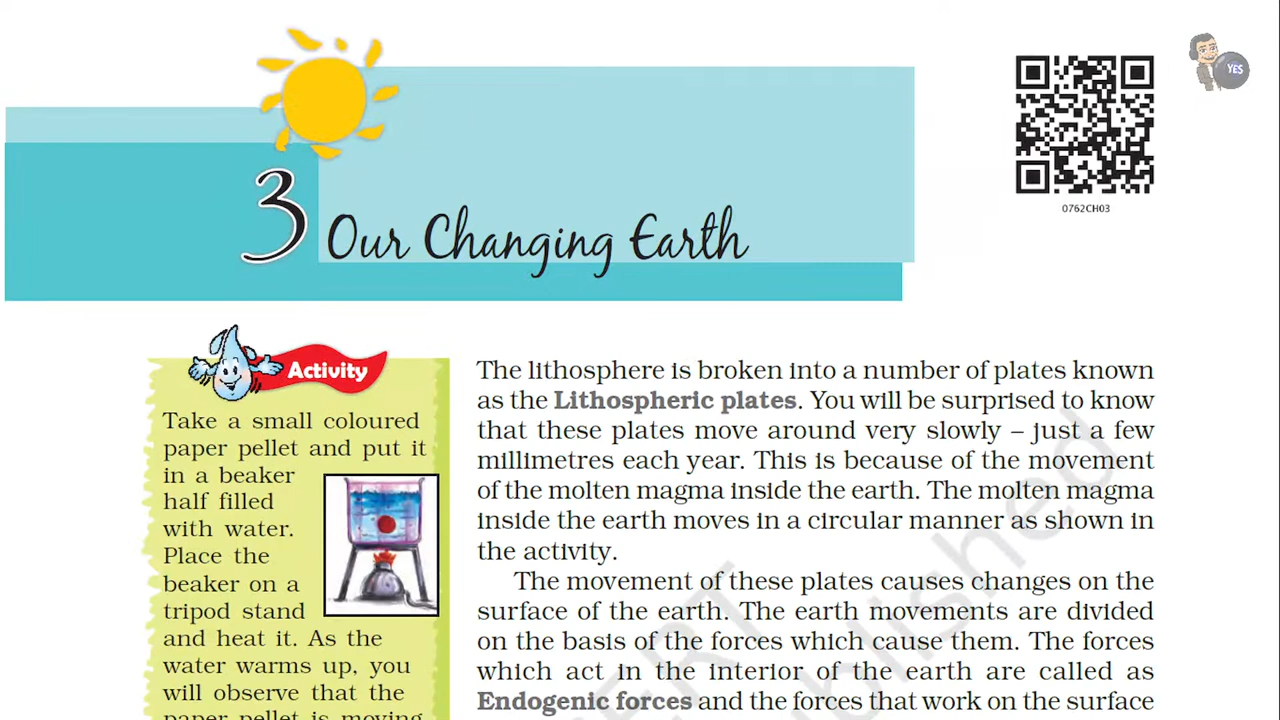 YES
0762CH03
3 Our Changing Earth
Activity
Take a small coloured
paper pellet and put it
in a beaker
half filled
with water.
Place the
beaker on a
tripod stand
and heat it. As the
water warms up, you
will observe that the
paper pellet is moving
The lithosphere is broken into a number of plates known
as the Lithospheric plates. You will be surprised to know
that these plates move around very slowly – just a few
millimetres each year. This is because of the movement
of the molten magma inside the earth. The molten magma
inside the earth moves in a circular manner as shown in
the activity.
The movement of these plates causes changes on the
surface of the earth. The earth movements are divided
on the basis of the forces which cause them. The forces
which act in the interior of the earth are called as
Endogenic forces and the forces that work on the surface